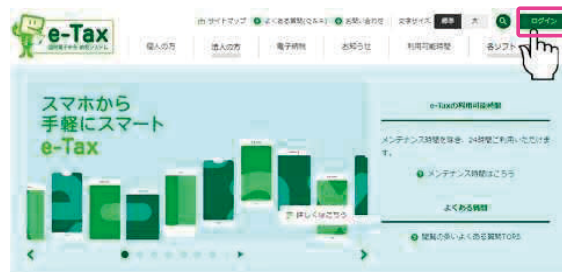 サイトマップ よくある質問(Q&A) お問い合わせ 文字サイズ 標準 大 ログイン
e-Tax
国税電子申告・納税システム
個人の方 法人の方 電子納税 お知らせ 利用可能時間 各ソフト
スマホから
手軽にスマート
e-Tax
詳しくはこちら
e-Taxの利用可能時間
メンテナンス時間を除き、24時間ご利用いただけます。
メンテナンス時間はこちら
よくある質問
閲覧の多いよくある質問TOP5